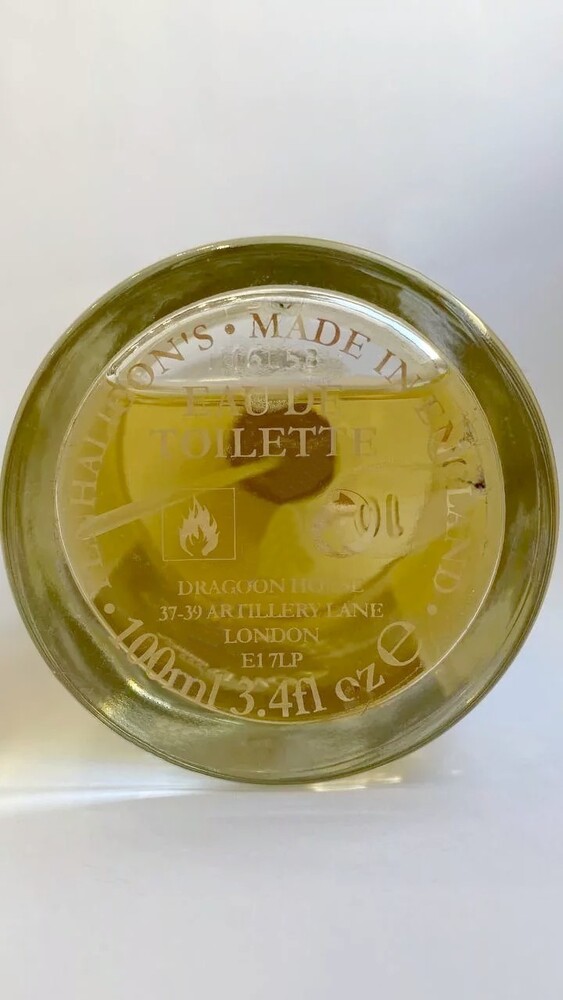 PENHALIGON'S • MADE IN ENGLAND •
EAU DE
TOILETTE
DRAGOON HOUSE
37-39 ARTILLERY LANE
LONDON
E1 7LP
• 100ml 3.4fl oz ℮